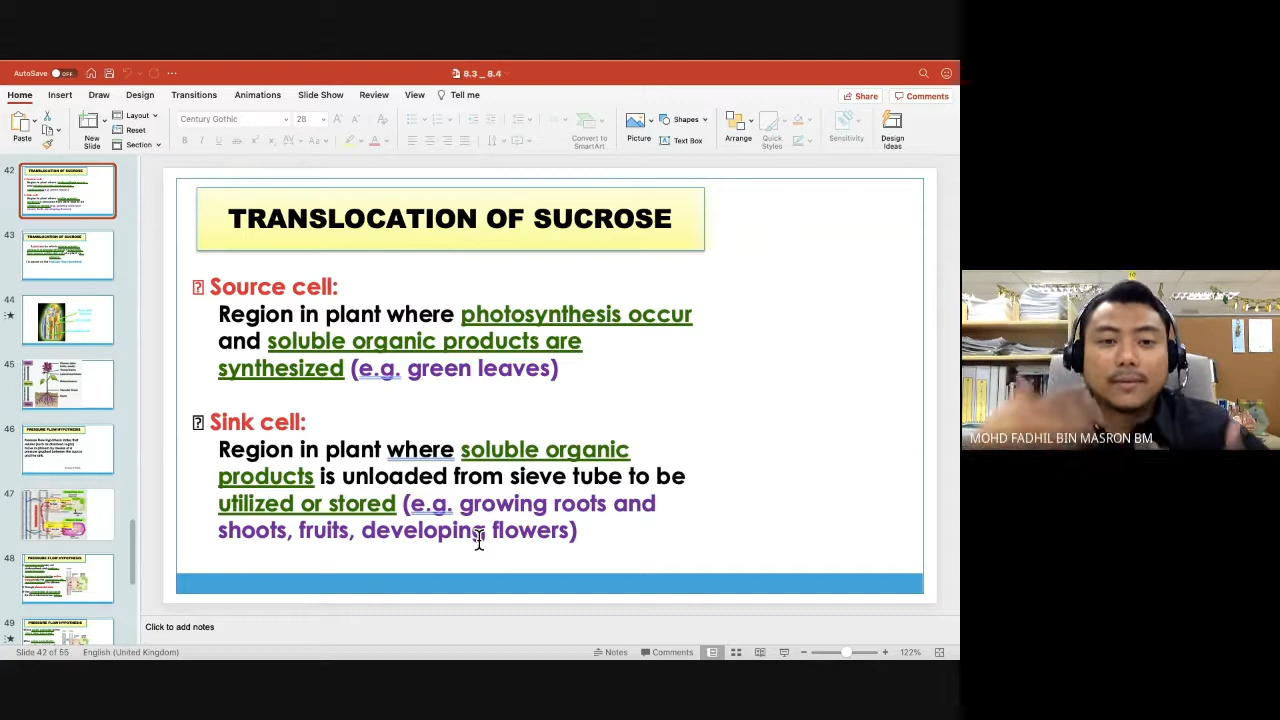 AutoSave OFF
8.3 _ 8.4
Home Insert Draw Design Transitions Animations Slide Show Review View Tell me
Share Comments
Paste
New Slide
Layout
Reset
Section
Century Gothic 28
Convert to SmartArt
Picture
Shapes
Text Box
Arrange
Quick Styles
Sensitivity
Design Ideas
42
TRANSLOCATION OF SUCROSE
43
TRANSLOCATION OF SUCROSE
44
45
46
PRESSURE FLOW HYPOTHESIS
47
48
PRESSURE FLOW HYPOTHESIS
49
PRESSURE FLOW HYPOTHESIS
TRANSLOCATION OF SUCROSE
Source cell:
Region in plant where photosynthesis occur
and soluble organic products are
synthesized (e.g. green leaves)
Sink cell:
Region in plant where soluble organic
products is unloaded from sieve tube to be
utilized or stored (e.g. growing roots and
shoots, fruits, developing flowers)
MOHD FADHIL BIN MASRON BM
Click to add notes
Slide 42 of 55 English (United Kingdom) Notes Comments 122%